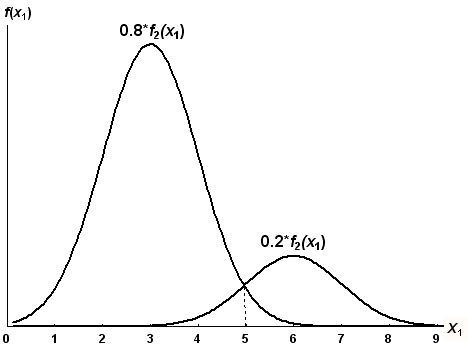 f(x₁)
0.8*f₂(x₁)
0.2*f₂(x₁)
0 1 2 3 4 5 6 7 8 9 X₁